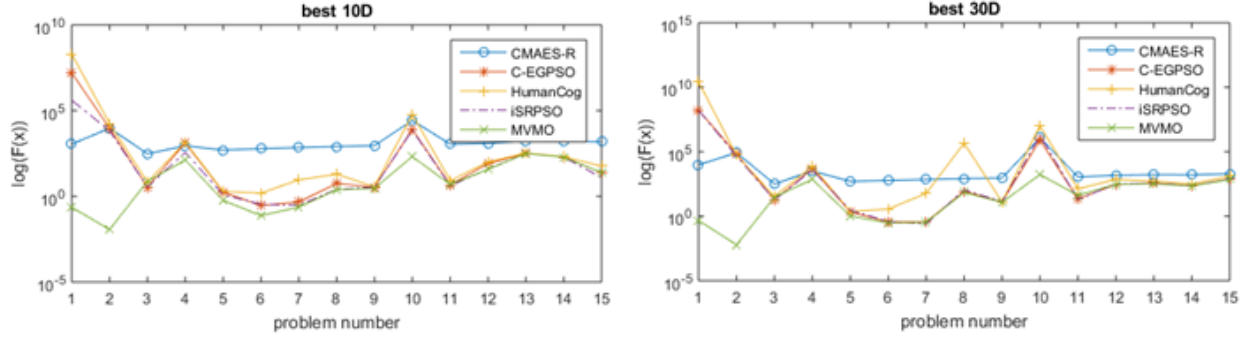 best 10D
10^10
10^5
10^0
10^-5
log(F(x))
CMAES-R
C-EGPSO
HumanCog
iSRPSO
MVMO
1 2 3 4 5 6 7 8 9 10 11 12 13 14 15
problem number
best 30D
10^15
10^10
10^5
10^0
10^-5
log(F(x))
CMAES-R
C-EGPSO
HumanCog
iSRPSO
MVMO
1 2 3 4 5 6 7 8 9 10 11 12 13 14 15
problem number